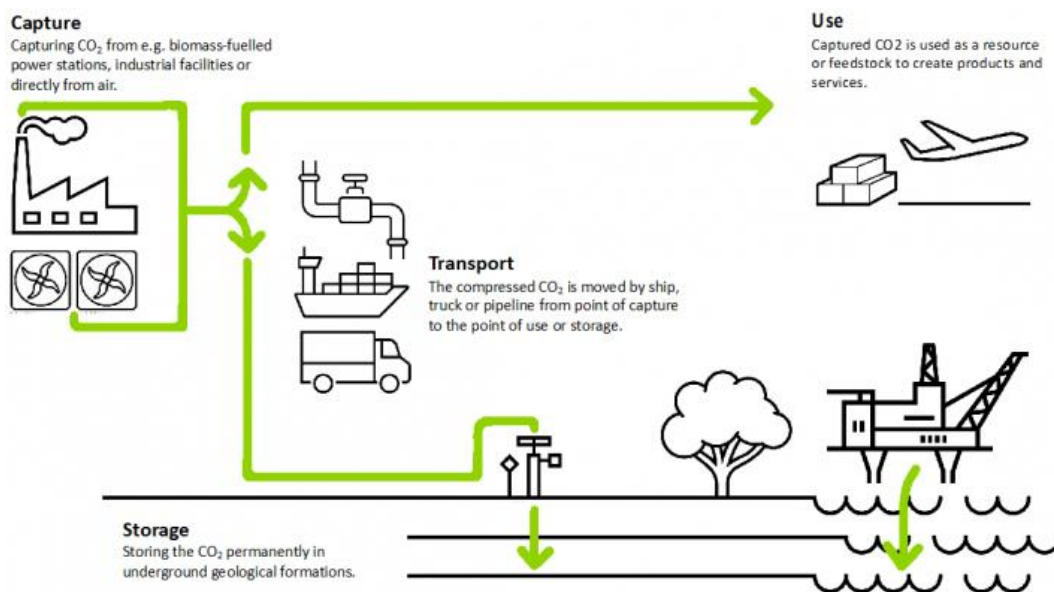 Capture
Capturing CO₂ from e.g. biomass-fuelled
power stations, industrial facilities or
directly from air.
Use
Captured CO2 is used as a resource
or feedstock to create products and
services.
Transport
The compressed CO₂ is moved by ship,
truck or pipeline from point of capture
to the point of use or storage.
Storage
Storing the CO₂ permanently in
underground geological formations.